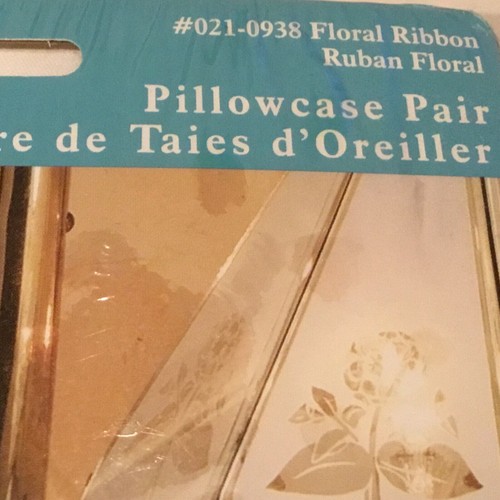 #021-0938 Floral Ribbon
Ruban Floral
Pillowcase Pair
re de Taies d'Oreiller